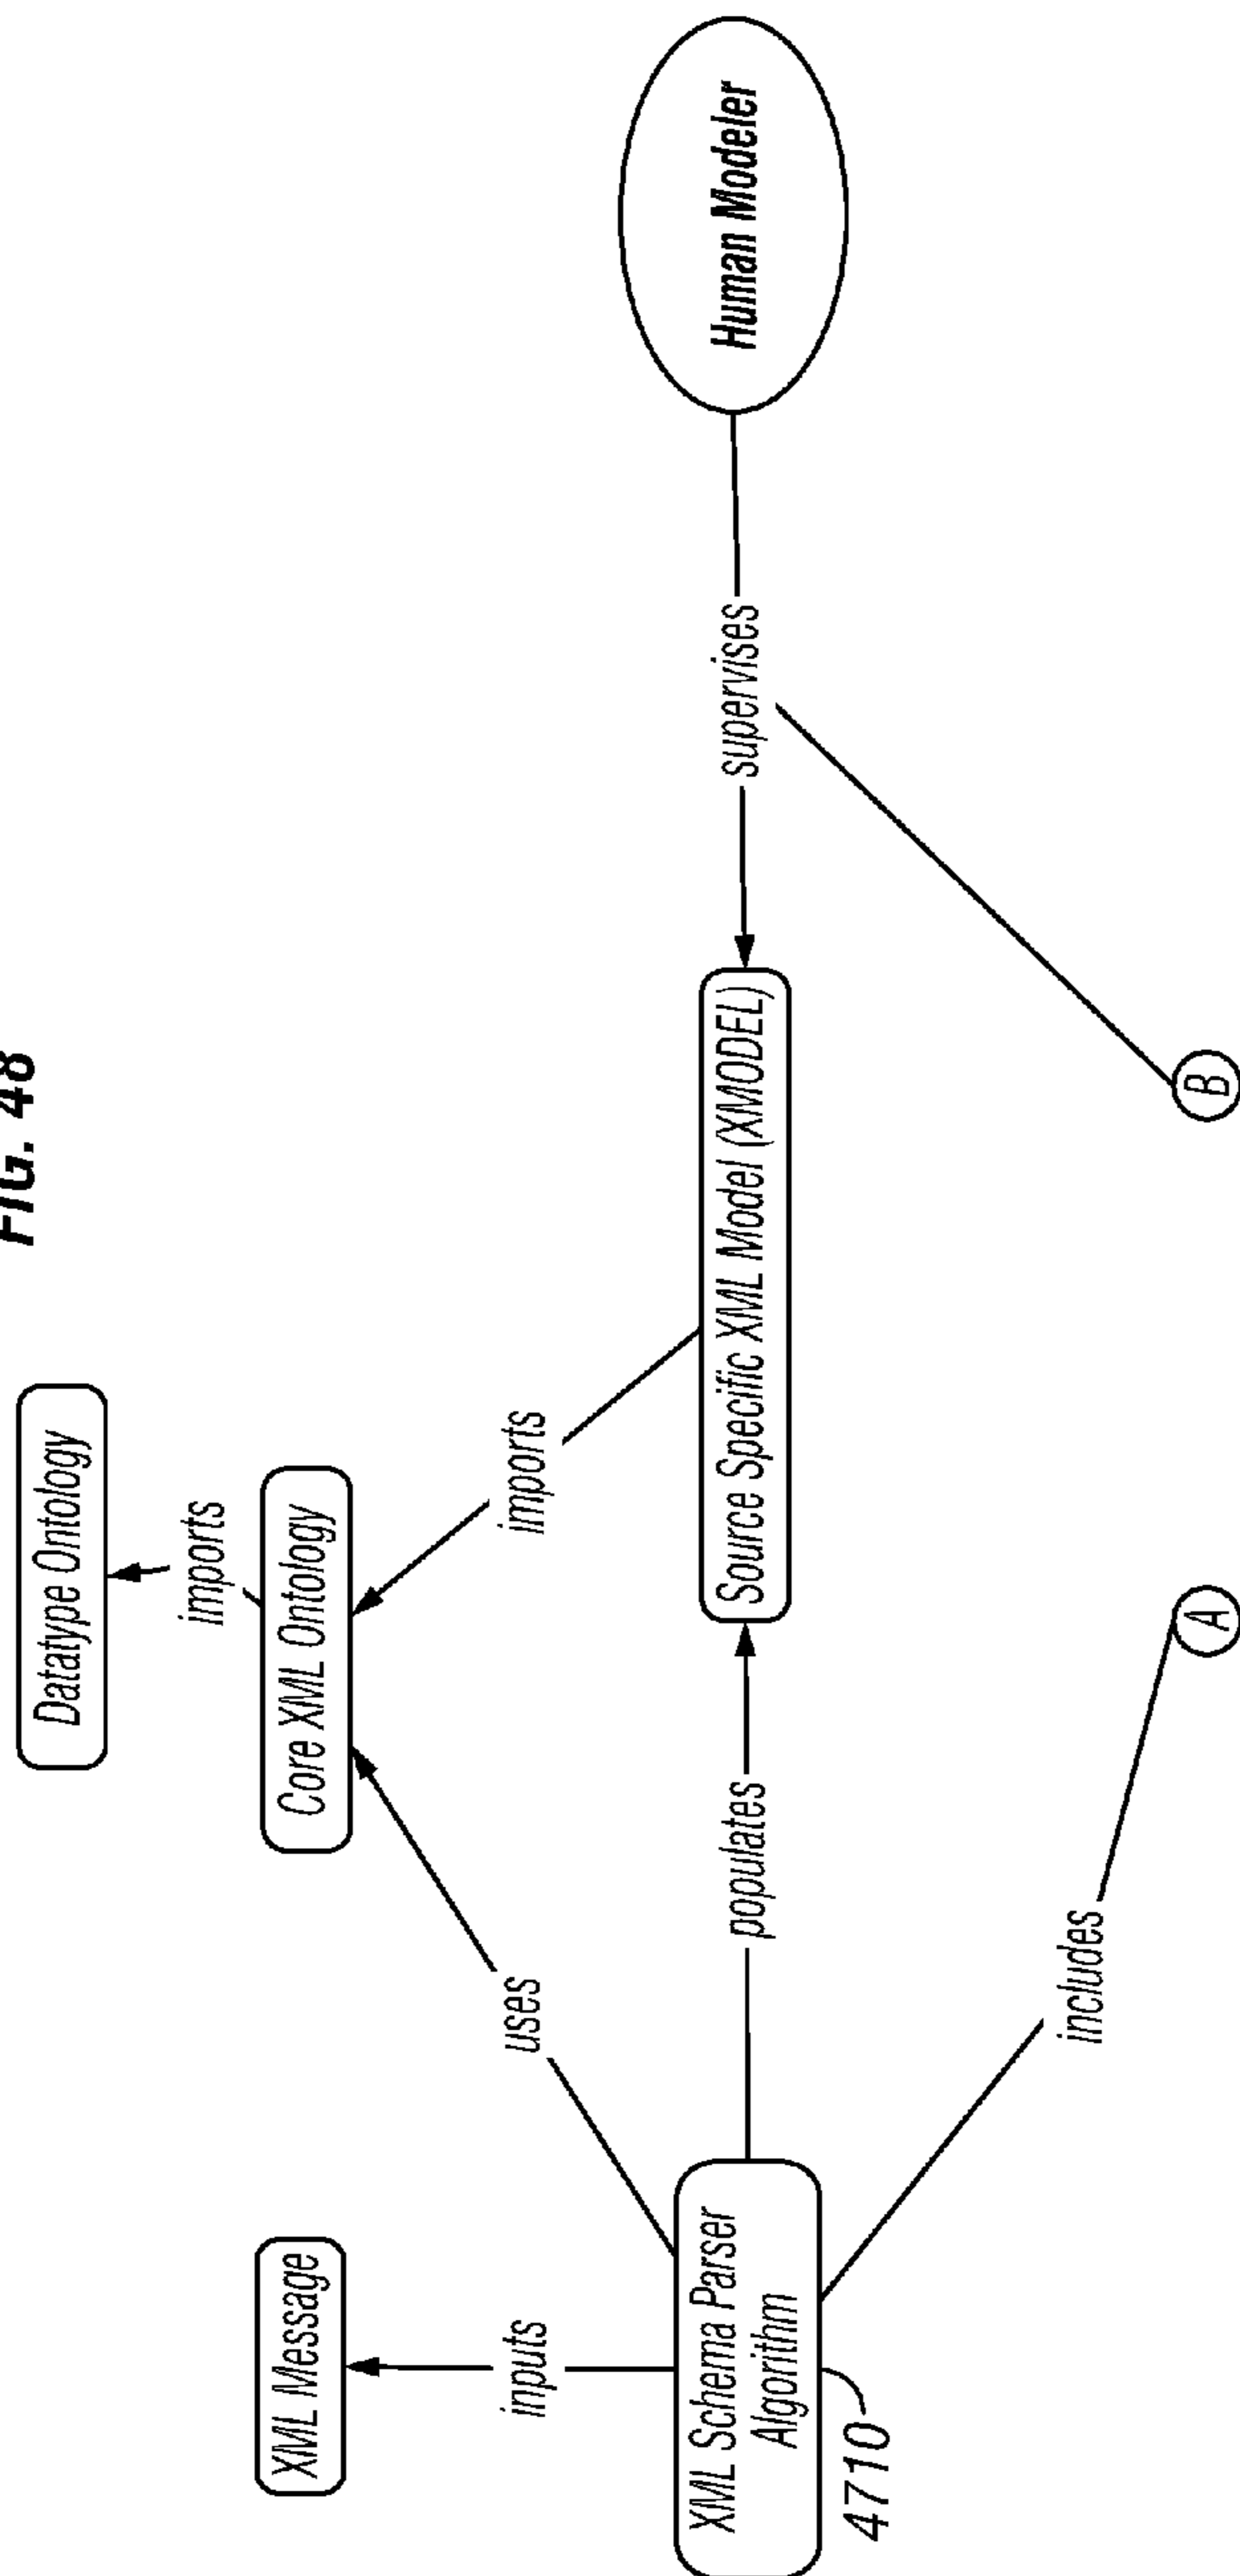 FIG. 48
Datatype Ontology
imports
XML Message
Core XML Ontology
inputs
uses
imports
XML Schema Parser
Algorithm
4710
populates
Source Specific XML Model (XMODEL)
supervises
Human Modeler
includes
A
B